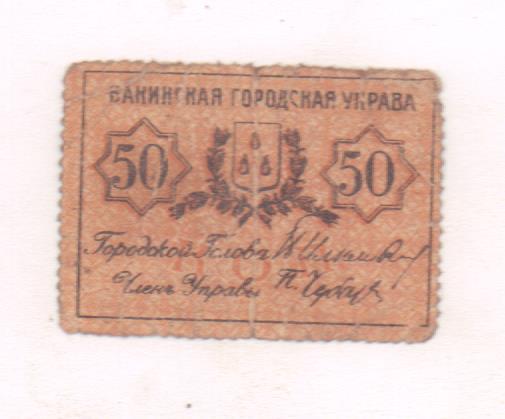 БАКИНСКАЯ ГОРОДСКАЯ УПРАВА
50 50
Городской Голова
Членъ Управы